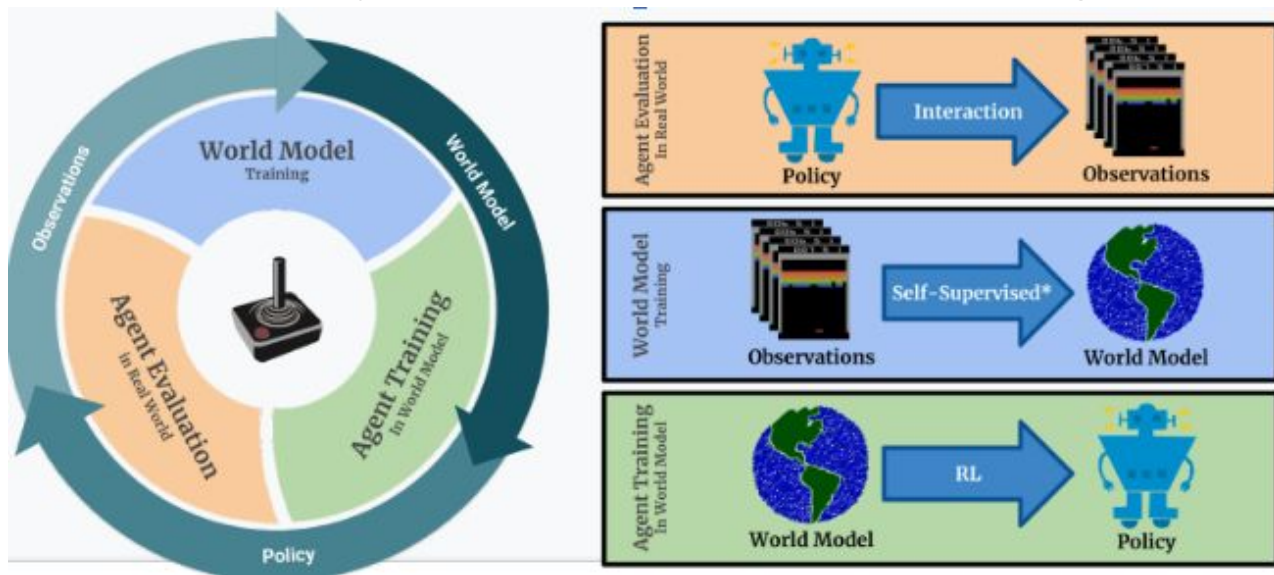 World Model
Training
Observations
World Model
Agent Evaluation
in Real World
Agent Training
In World Model
Policy
Agent Evaluation
In Real World
Interaction
Policy
Observations
World Model
Training
Self-Supervised*
Observations
World Model
Agent Training
In World Model
RL
World Model
Policy